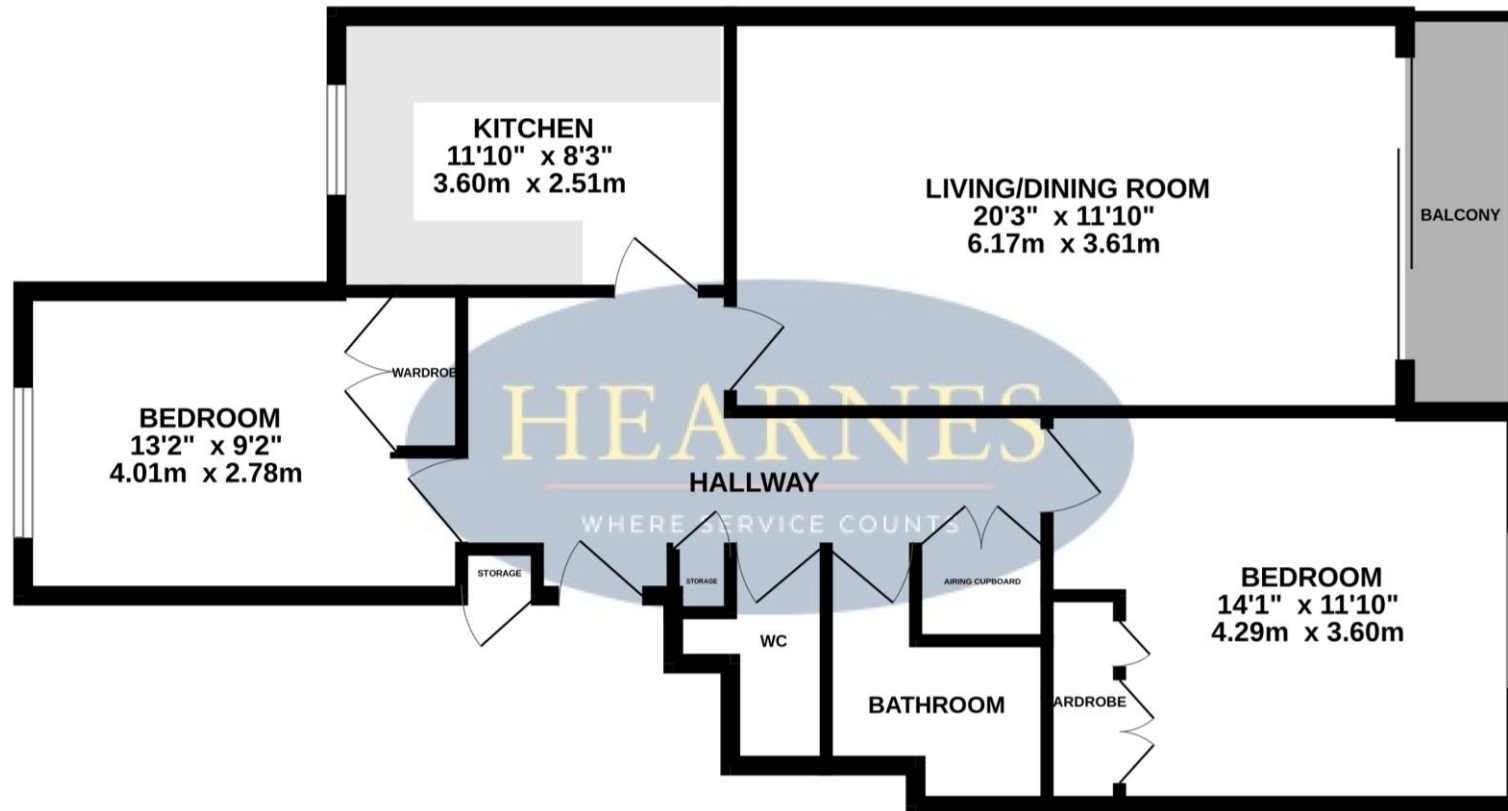 KITCHEN
11'10" x 8'3"
3.60m x 2.51m
LIVING/DINING ROOM
20'3" x 11'10"
6.17m x 3.61m
BALCONY
BEDROOM
13'2" x 9'2"
4.01m x 2.78m
WARDROBE
HEARNES
HALLWAY
WHERE SERVICE COUNTS
STORAGE
STORAGE
AIRING CUPBOARD
WC
BATHROOM
ARDROBE
BEDROOM
14'1" x 11'10"
4.29m x 3.60m